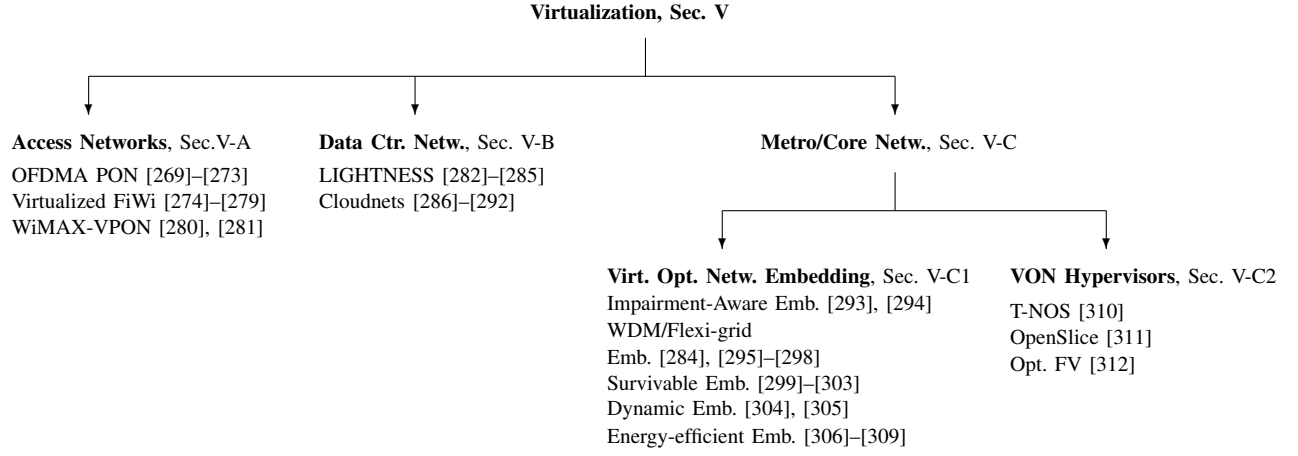 Virtualization, Sec. V
Access Networks, Sec.V-A
OFDMA PON [269]–[273]
Virtualized FiWi [274]–[279]
WiMAX-VPON [280], [281]
Data Ctr. Netw., Sec. V-B
LIGHTNESS [282]–[285]
Cloudnets [286]–[292]
Metro/Core Netw., Sec. V-C
Virt. Opt. Netw. Embedding, Sec. V-C1
Impairment-Aware Emb. [293], [294]
WDM/Flexi-grid
Emb. [284], [295]–[298]
Survivable Emb. [299]–[303]
Dynamic Emb. [304], [305]
Energy-efficient Emb. [306]–[309]
VON Hypervisors, Sec. V-C2
T-NOS [310]
OpenSlice [311]
Opt. FV [312]